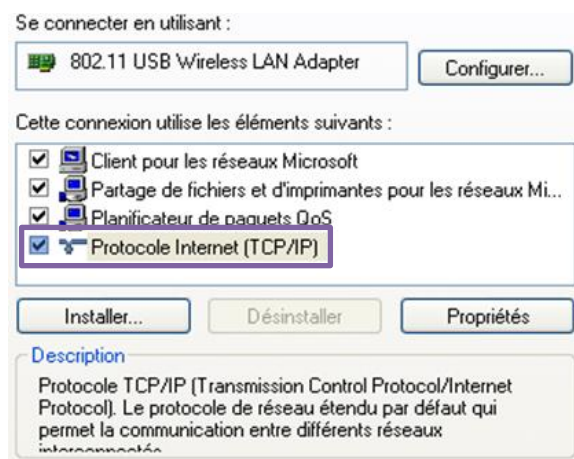 Se connecter en utilisant :
802.11 USB Wireless LAN Adapter
Configurer...
Cette connexion utilise les éléments suivants :
Client pour les réseaux Microsoft
Partage de fichiers et d'imprimantes pour les réseaux Mi...
Planificateur de paquets QoS
Protocole Internet (TCP/IP)
Installer...
Désinstaller
Propriétés
Description
Protocole TCP/IP (Transmission Control Protocol/Internet
Protocol). Le protocole de réseau étendu par défaut qui
permet la communication entre différents réseaux